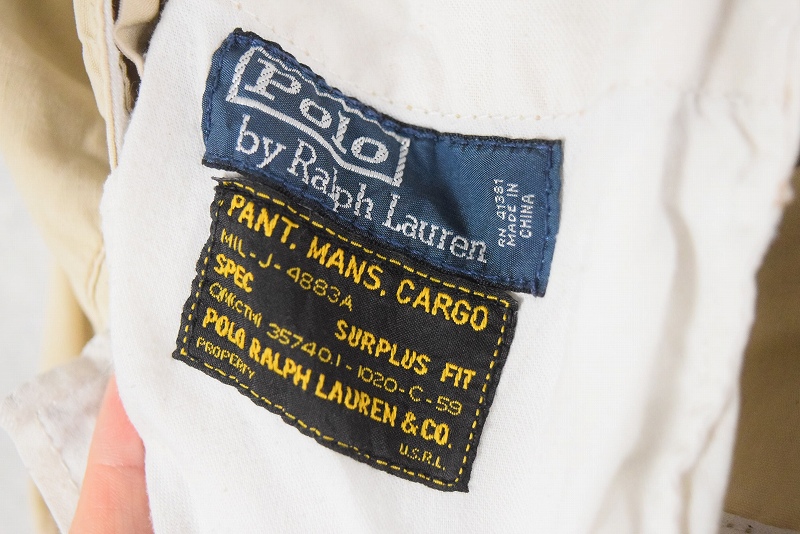 Polo
by Ralph Lauren
RN 41381
MADE IN
CHINA
PANT, MANS, CARGO
MIL-J-4883A
SPEC SURPLUS FIT
35740.1-1020-C-59
POLO RALPH LAUREN & CO.
PROPERTY U.S.R.L.